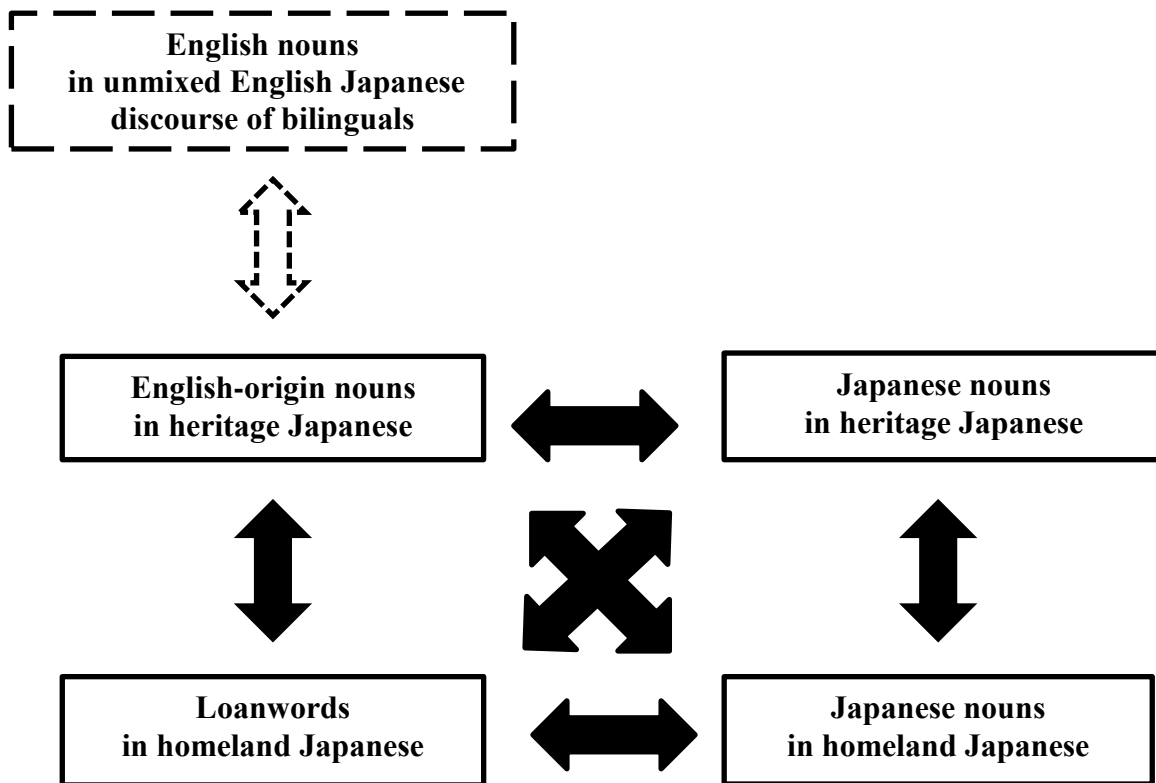 English nouns
in unmixed English Japanese
discourse of bilinguals
English-origin nouns
in heritage Japanese
Japanese nouns
in heritage Japanese
Loanwords
in homeland Japanese
Japanese nouns
in homeland Japanese